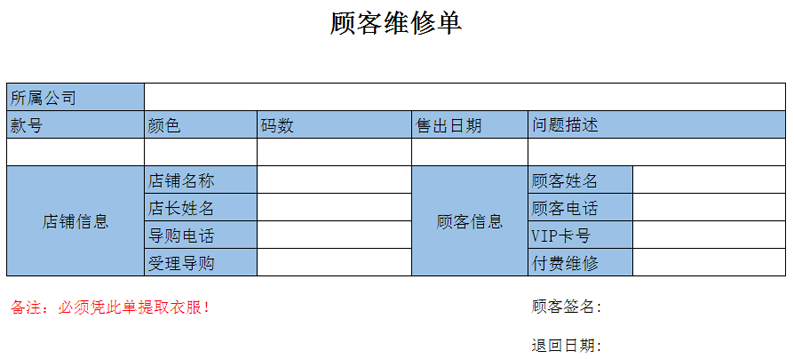 顾客维修单
所属公司
款号 颜色 码数 售出日期 问题描述
店铺信息 店铺名称 顾客信息 顾客姓名
店长姓名 顾客电话
导购电话 VIP卡号
受理导购 付费维修
备注：必须凭此单提取衣服！ 顾客签名：
退回日期：